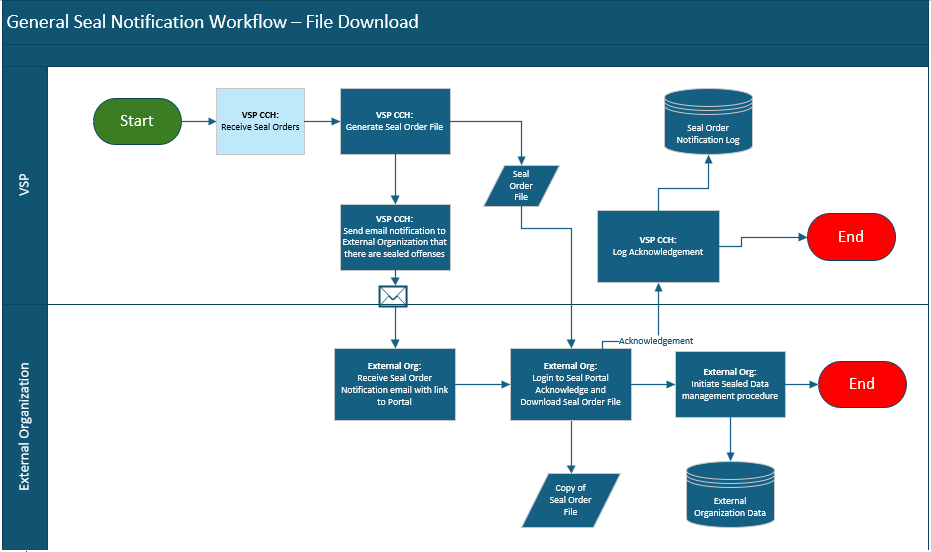 General Seal Notification Workflow – File Download
VSP
Start
VSP CCH:
Receive Seal Orders
VSP CCH:
Generate Seal Order File
Seal
Order
File
Seal Order
Notification Log
VSP CCH:
Send email notification to
External Organization that
there are sealed offenses
VSP CCH:
Log Acknowledgement
End
External Organization
Acknowledgement
External Org:
Receive Seal Order
Notification email with link
to Portal
External Org:
Login to Seal Portal
Acknowledge and
Download Seal Order File
External Org:
Initiate Sealed Data
management procedure
End
Copy of
Seal Order
File
External
Organization Data